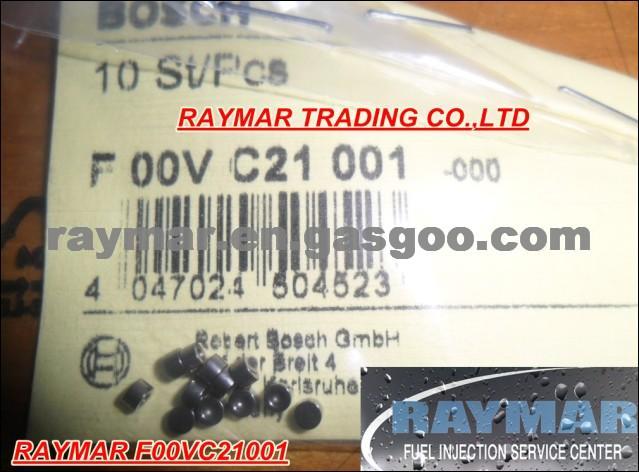 BOSCH
10 St/Pcs
RAYMAR TRADING CO.,LTD
F 00V C21 001 -000
raymar.en.gasgoo.com
4 047024 504523
Robert Bosch GmbH
der Breit 4
Karlsruhe
RAYMAR
FUEL INJECTION SERVICE CENTER
RAYMAR F00VC21001